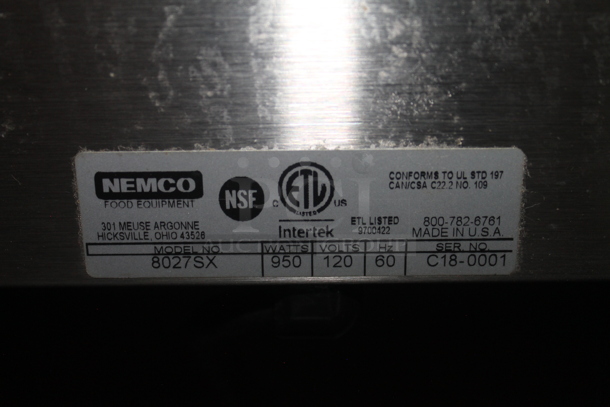 NEMCO
FOOD EQUIPMENT
301 MEUSE ARGONNE
HICKSVILLE, OHIO 43526
NSF
C ETL US
LISTED
Intertek
ETL LISTED
9700422
CONFORMS TO UL STD 197
CAN/CSA C22.2 NO. 109
800-782-6761
MADE IN U.S.A.
MODEL NO. WATTS VOLTS Hz SER. NO.
8027SX 950 120 60 C18-0001